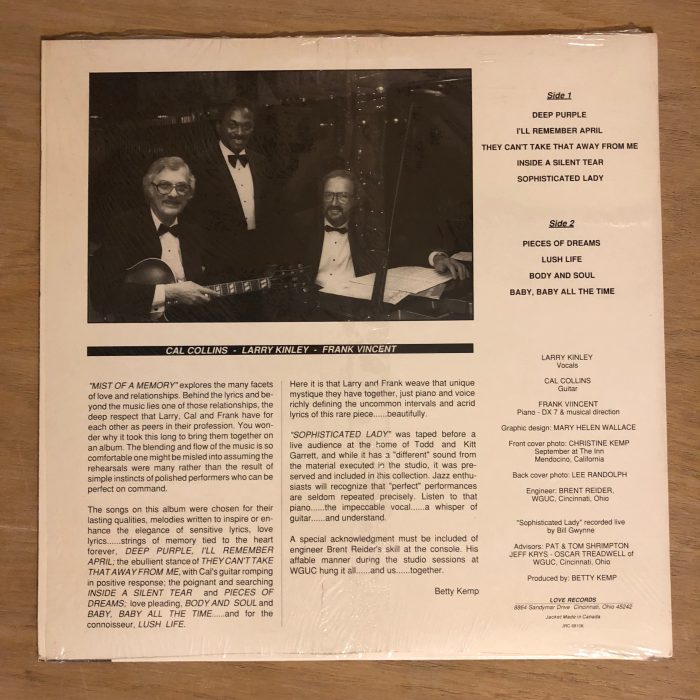 CAL COLLINS - LARRY KINLEY - FRANK VINCENT
"MIST OF A MEMORY" explores the many facets
of love and relationships. Behind the lyrics and be-
yond the music lies one of those relationships, the
deep respect that Larry, Cal and Frank have for
each other as peers in their profession. You won-
der why it took this long to bring them together on
an album. The blending and flow of the music is so
comfortable one might be misled into assuming the
rehearsals were many rather than the result of
simple instincts of polished performers who can be
perfect on command.
The songs on this album were chosen for their
lasting qualities, melodies written to inspire or en-
hance the elegance of sensitive lyrics, love
lyrics......strings of memory tied to the heart
forever, DEEP PURPLE, I'LL REMEMBER
APRIL; the ebullient stance of THEY CAN'T TAKE
THAT AWAY FROM ME, with Cal's guitar romping
in positive response; the poignant and searching
INSIDE A SILENT TEAR and PIECES OF
DREAMS; love pleading, BODY AND SOUL and
BABY, BABY ALL THE TIME.....and for the
connoisseur, LUSH LIFE.
Here it is that Larry and Frank weave that unique
mystique they have together, just piano and voice
richly defining the uncommon intervals and acrid
lyrics of this rare piece......beautifully.
"SOPHISTICATED LADY" was taped before a
live audience at the home of Todd and Kitt
Garrett, and while it has a "different" sound from
the material executed in the studio, it was pre-
served and included in this collection. Jazz enthu-
siasts will recognize that "perfect" performances
are seldom repeated precisely. Listen to that
piano......the impeccable vocal......a whisper of
guitar......and understand.
A special acknowledgment must be included of
engineer Brent Reider's skill at the console. His
affable manner during the studio sessions at
WGUC hung it all......and us......together.
Betty Kemp
Side 1
DEEP PURPLE
I'LL REMEMBER APRIL
THEY CAN'T TAKE THAT AWAY FROM ME
INSIDE A SILENT TEAR
SOPHISTICATED LADY
Side 2
PIECES OF DREAMS
LUSH LIFE
BODY AND SOUL
BABY, BABY ALL THE TIME
LARRY KINLEY
Vocals
CAL COLLINS
Guitar
FRANK VIINCENT
Piano - DX 7 & musical direction
Graphic design: MARY HELEN WALLACE
Front cover photo: CHRISTINE KEMP
September at The Inn
Mendocino, California
Back cover photo: LEE RANDOLPH
Engineer: BRENT REIDER,
WGUC, Cincinnati, Ohio
"Sophisticated Lady" recorded live
by Bill Gwynne
Advisors: PAT & TOM SHRIMPTON
JEFF KRYS - OSCAR TREADWELL of
WGUC, Cincinnati, Ohio
Produced by: BETTY KEMP
LOVE RECORDS
8864 Sandymar Drive Cincinnati, Ohio 45242
Jacket Made in Canada